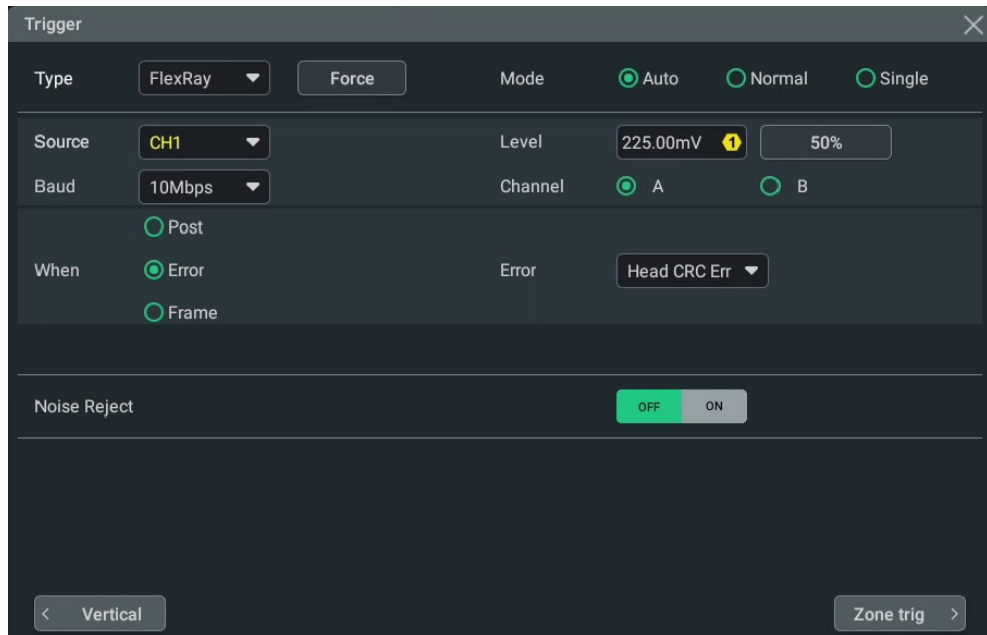 Trigger
Type FlexRay Force Mode Auto Normal Single
Source CH1 Level 225.00mV 1 50%
Baud 10Mbps Channel A B
Post
When Error Error Head CRC Err
Frame
Noise Reject OFF ON
Vertical Zone trig